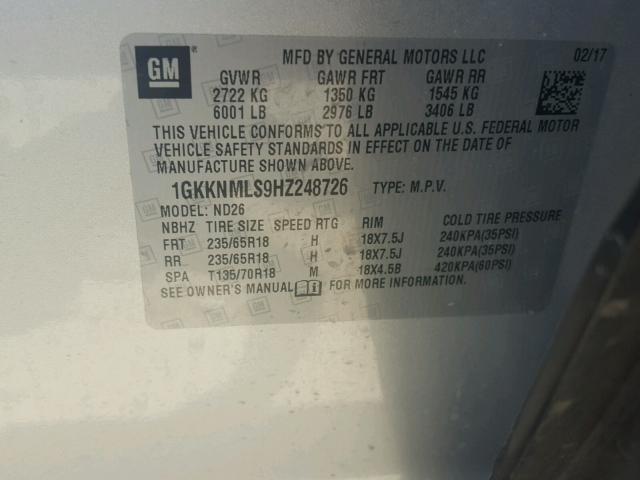 GM
MFD BY GENERAL MOTORS LLC 02/17
GVWR GAWR FRT GAWR RR
2722 KG 1350 KG 1545 KG
6001 LB 2976 LB 3406 LB
THIS VEHICLE CONFORMS TO ALL APPLICABLE U.S. FEDERAL MOTOR
VEHICLE SAFETY STANDARDS IN EFFECT ON THE DATE OF
MANUFACTURE SHOWN ABOVE.
1GKKNMLS9HZ248726 TYPE: M.P.V.
MODEL: ND26
NBHZ TIRE SIZE SPEED RTG RIM COLD TIRE PRESSURE
FRT 235/65R18 H 18X7.5J 240KPA(35PSI)
RR 235/65R18 H 18X7.5J 240KPA(35PSI)
SPA T135/70R18 M 18X4.5B 420KPA(60PSI)
SEE OWNER'S MANUAL FOR MORE INFORMATION.